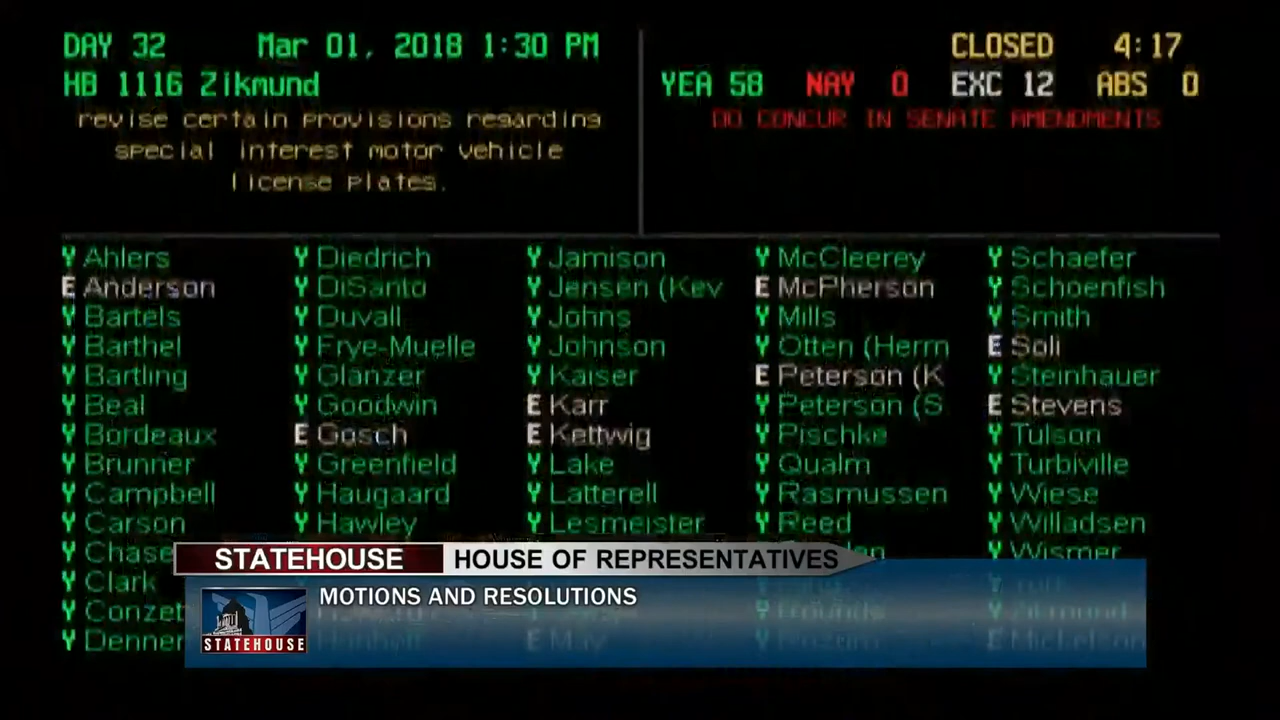 DAY 32 Mar 01, 2018 1:30 PM
HB 1116 Zikmund
revise certain provisions regarding
special interest motor vehicle
license plates.
CLOSED 4:17
YEA 58 NAY 0 EXC 12 ABS 0
DO CONCUR IN SENATE AMENDMENTS
Y Ahlers
E Anderson
Y Bartels
Y Barthel
Y Bartling
Y Beal
Y Bordeaux
Y Brunner
Y Campbell
Y Carson
Y Chase
Y Clark
Y Conzet
Y Denner
Y Diedrich
Y DiSanto
Y Duvall
Y Frye-Muelle
Y Glanzer
Y Goodwin
E Gosch
Y Greenfield
Y Haugaard
Y Hawley
Y Jamison
Y Jensen (Kev
Y Johns
Y Johnson
Y Kaiser
E Karr
E Kettwig
Y Lake
Y Latterell
Y Lesmeister
E May
Y McCleerey
E McPherson
Y Mills
Y Otten (Herrm
E Peterson (K
Y Peterson (S
Y Pischke
Y Qualm
Y Rasmussen
Y Reed
Y Schaefer
Y Schoenfish
Y Smith
E Soli
Y Steinhauer
E Stevens
Y Tulson
Y Turbiville
Y Wiese
Y Willadsen
Y Wismer
Y Zikmund
E Mickelson
STATEHOUSE HOUSE OF REPRESENTATIVES
MOTIONS AND RESOLUTIONS
STATEHOUSE